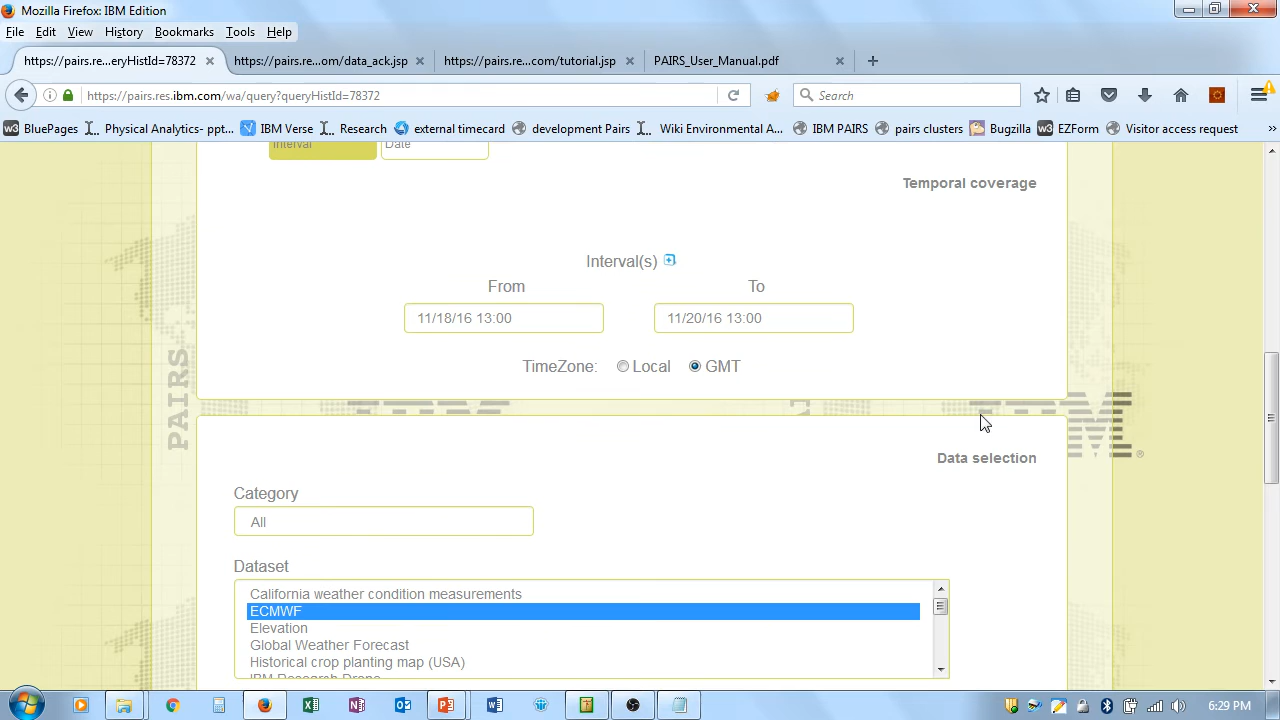 Mozilla Firefox: IBM Edition
File Edit View History Bookmarks Tools Help
https://pairs.re...eryHistId=78372 https://pairs.re...om/data_ack.jsp https://pairs.re...com/tutorial.jsp PAIRS_User_Manual.pdf
https://pairs.res.ibm.com/wa/query?queryHistId=78372 Search
BluePages Physical Analytics- ppt... IBM Verse Research external timecard development Pairs Wiki Environmental A... IBM PAIRS pairs clusters Bugzilla EZForm Visitor access request
Interval Date
Temporal coverage
Interval(s)
From To
11/18/16 13:00 11/20/16 13:00
TimeZone: Local GMT
PAIRS
IBM
Data selection
Category
All
Dataset
California weather condition measurements
ECMWF
Elevation
Global Weather Forecast
Historical crop planting map (USA)
IBM Research Drone
6:29 PM